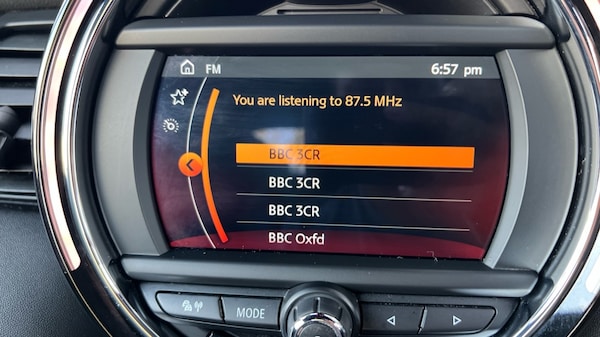 FM 6:57 pm
You are listening to 87.5 MHz
BBC 3CR
BBC 3CR
BBC 3CR
BBC Oxfd
MODE